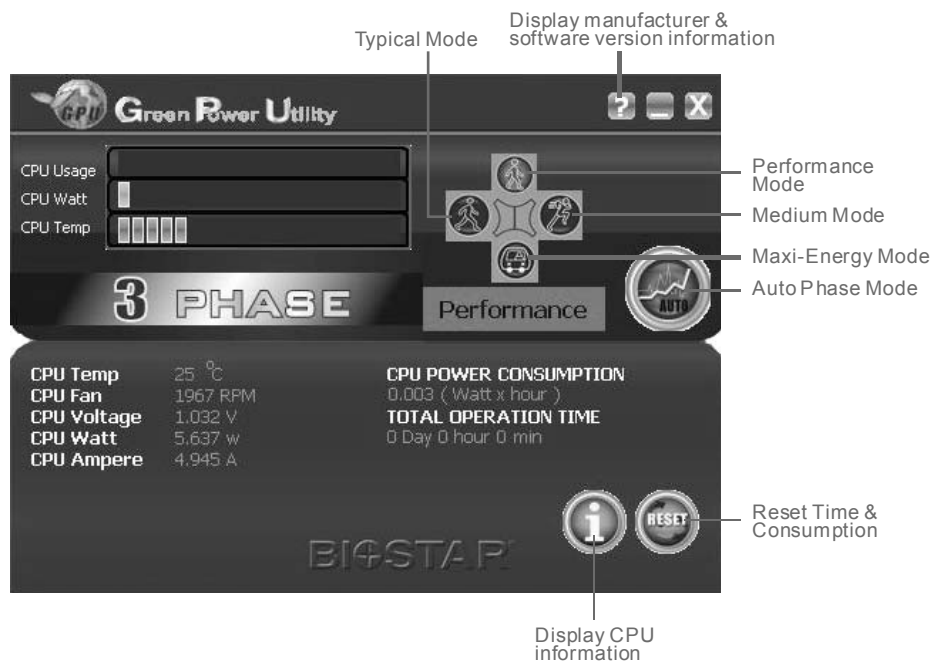 Display manufacturer &
software version information
Typical Mode
GPU
Green Power Utility
?
X
CPU Usage
CPU Watt
CPU Temp
Performance
Mode
Medium Mode
Maxi-Energy Mode
Auto Phase Mode
AUTO
3 PHASE
Performance
CPU Temp 25 °C
CPU Fan 1967 RPM
CPU Voltage 1.032 V
CPU Watt 5.637 w
CPU Ampere 4.945 A
CPU POWER CONSUMPTION
0.003 ( Watt x hour )
TOTAL OPERATION TIME
0 Day 0 hour 0 min
i
RESET
Reset Time &
Consumption
BIOSTAR
Display CPU
information